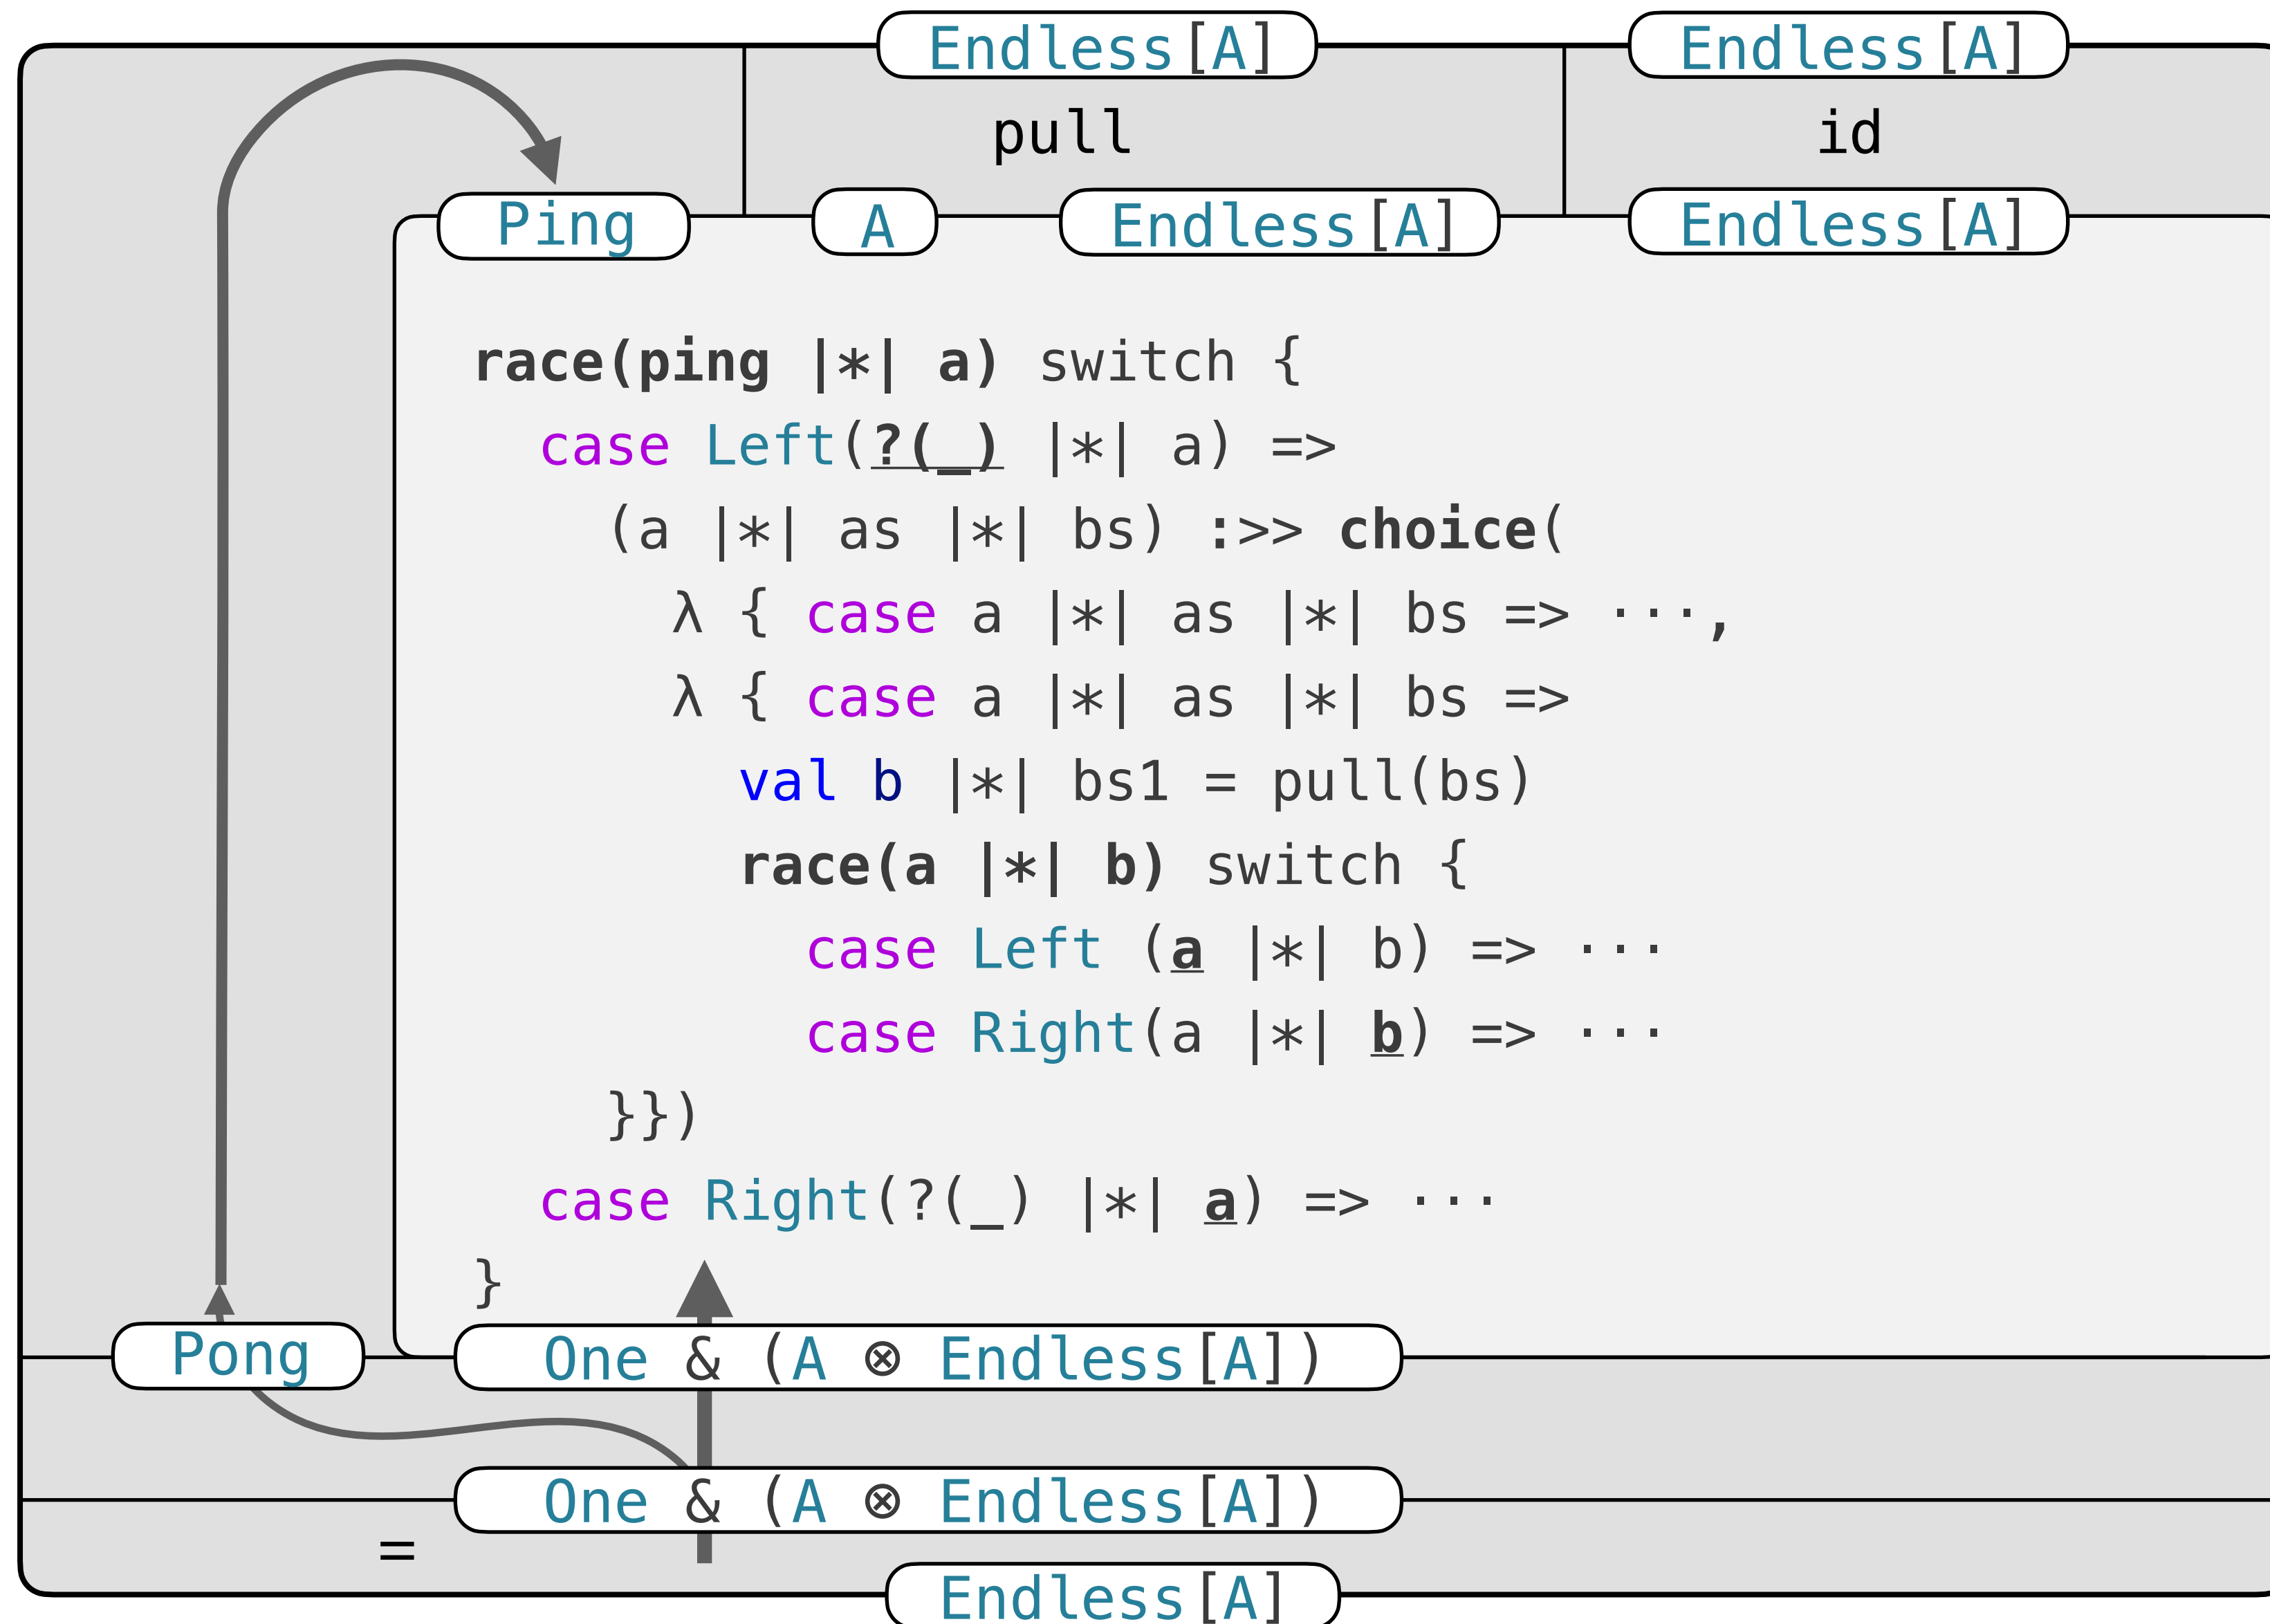 Endless[A] Endless[A]
pull id
Ping A Endless[A] Endless[A]
race(ping |*| a) switch {
case Left(?(_) |*| a) =>
(a |*| as |*| bs) :>> choice(
λ { case a |*| as |*| bs => ···,
λ { case a |*| as |*| bs =>
val b |*| bs1 = pull(bs)
race(a |*| b) switch {
case Left (a |*| b) => ···
case Right(a |*| b) => ···
}})
case Right(?(_) |*| a) => ···
}
Pong One & (A ⊗ Endless[A])
One & (A ⊗ Endless[A])
=
Endless[A]